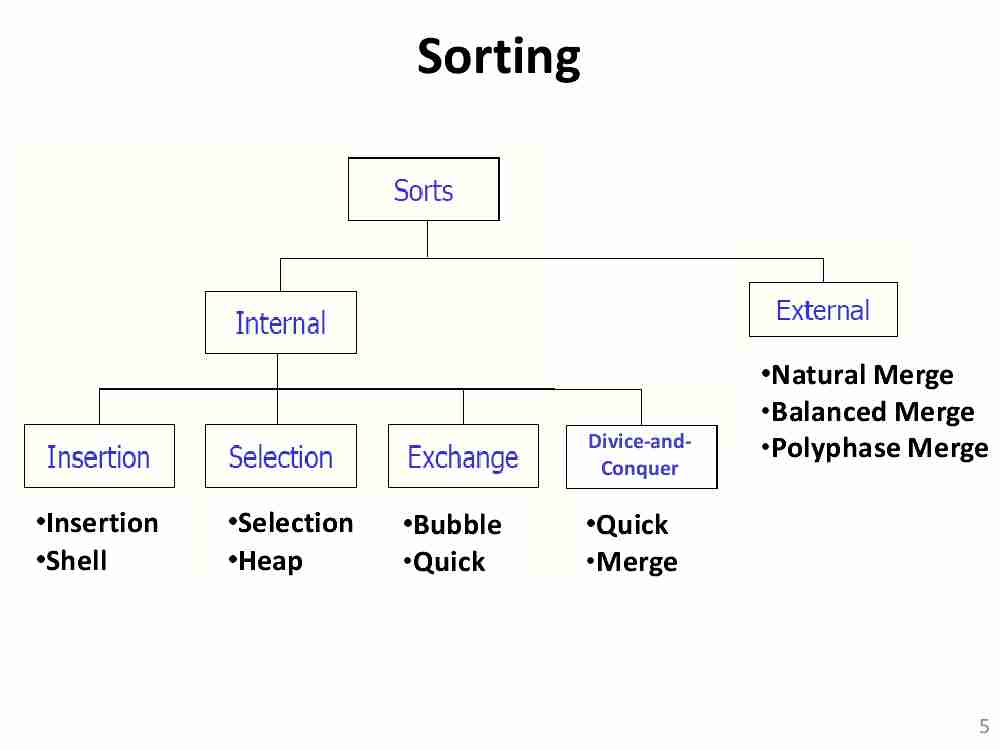 Sorting
Sorts
Internal
External
•Natural Merge
•Balanced Merge
•Polyphase Merge
Insertion
Selection
Exchange
Divice-and-
Conquer
•Insertion
•Shell
•Selection
•Heap
•Bubble
•Quick
•Quick
•Merge
5